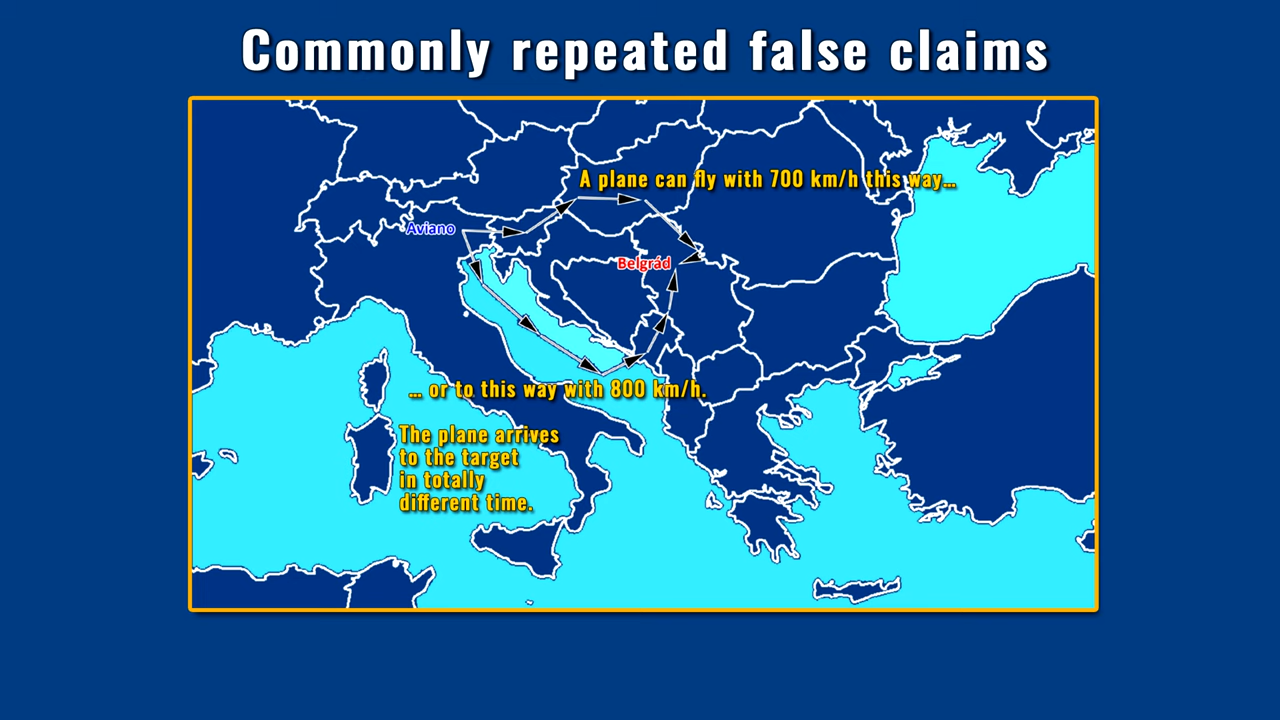 Commonly repeated false claims
A plane can fly with 700 km/h this way...
Aviano
Belgrád
... or to this way with 800 km/h.
The plane arrives
to the target
in totally
different time.